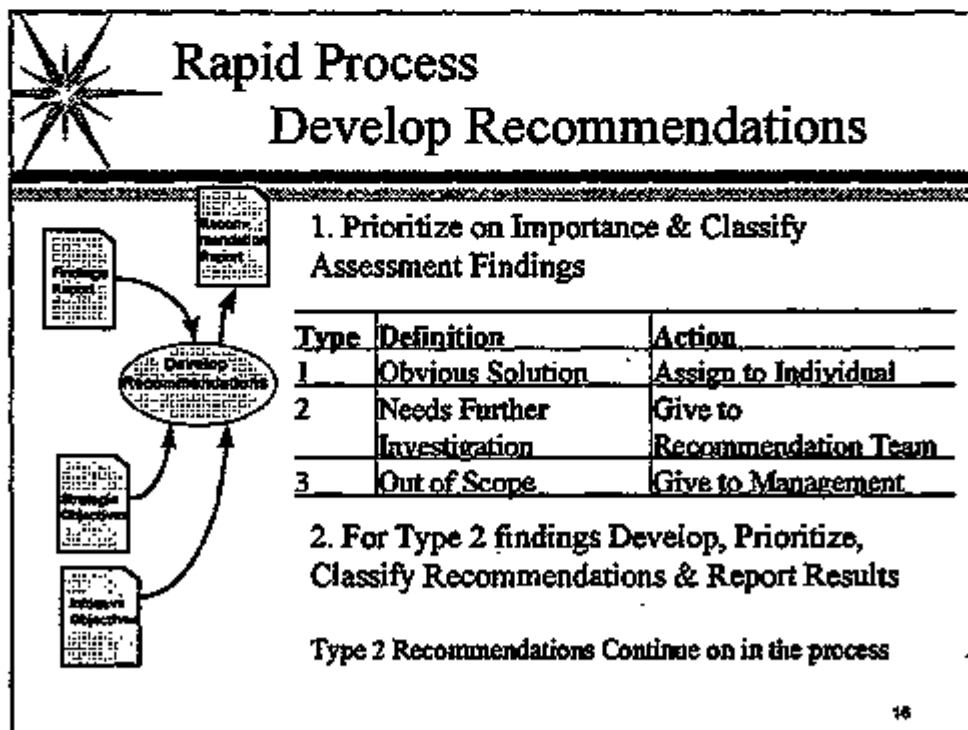 Rapid Process
Develop Recommendations
Recom-
mendation
Report
Findings
Report
Develop
Recommendations
Strategic
Objectives
Objectives
1. Prioritize on Importance & Classify
Assessment Findings
Type Definition Action
1 Obvious Solution Assign to Individual
2 Needs Further Give to
Investigation Recommendation Team
3 Out of Scope Give to Management
2. For Type 2 findings Develop, Prioritize,
Classify Recommendations & Report Results
Type 2 Recommendations Continue on in the process
16